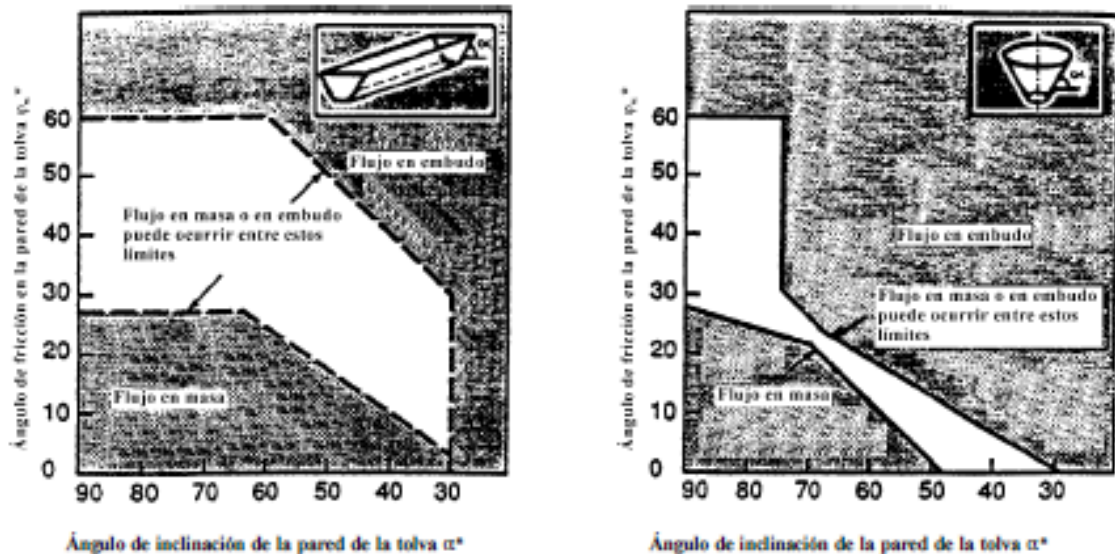 Ángulo de fricción en la pared de la tolva φw°
60
50
40
30
20
10
0
Flujo en embudo
Flujo en masa o en embudo
puede ocurrir entre estos
límites
Flujo en masa
90 80 70 60 50 40 30
Ángulo de inclinación de la pared de la tolva α°
α
Ángulo de fricción en la pared de la tolva φw°
60
50
40
30
20
10
0
Flujo en embudo
Flujo en masa o en embudo
puede ocurrir entre estos
límites
Flujo en masa
90 80 70 60 50 40 30
Ángulo de inclinación de la pared de la tolva α°
α